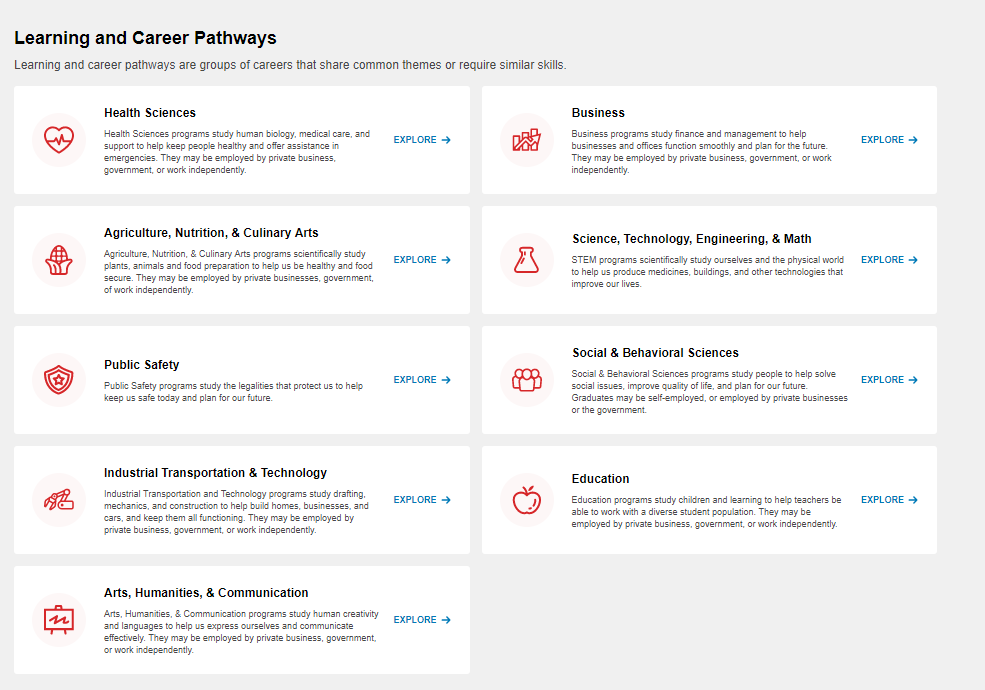 Learning and Career Pathways
Learning and career pathways are groups of careers that share common themes or require similar skills.
Health Sciences
Health Sciences programs study human biology, medical care, and
support to help keep people healthy and offer assistance in
emergencies. They may be employed by private business,
government, or work independently.
EXPLORE →
Business
Business programs study finance and management to help
businesses and offices function smoothly and plan for the future.
They may be employed by private business, government, or work
independently.
EXPLORE →
Agriculture, Nutrition, & Culinary Arts
Agriculture, Nutrition, & Culinary Arts programs scientifically study
plants, animals and food preparation to help us be healthy and food
secure. They may be employed by private businesses, government,
of work independently.
EXPLORE →
Science, Technology, Engineering, & Math
STEM programs scientifically study ourselves and the physical world
to help us produce medicines, buildings, and other technologies that
improve our lives.
EXPLORE →
Public Safety
Public Safety programs study the legalities that protect us to help
keep us safe today and plan for our future.
EXPLORE →
Social & Behavioral Sciences
Social & Behavioral Sciences programs study people to help solve
social issues, improve quality of life, and plan for our future.
Graduates may be self-employed, or employed by private businesses
or the government.
EXPLORE →
Industrial Transportation & Technology
Industrial Transportation and Technology programs study drafting,
mechanics, and construction to help build homes, businesses, and
cars, and keep them all functioning. They may be employed by
private business, government, or work independently.
EXPLORE →
Education
Education programs study children and learning to help teachers be
able to work with a diverse student population. They may be
employed by private business, government, or work independently.
EXPLORE →
Arts, Humanities, & Communication
Arts, Humanities, & Communication programs study human creativity
and languages to help us express ourselves and communicate
effectively. They may be employed by private business, government,
or work independently.
EXPLORE →